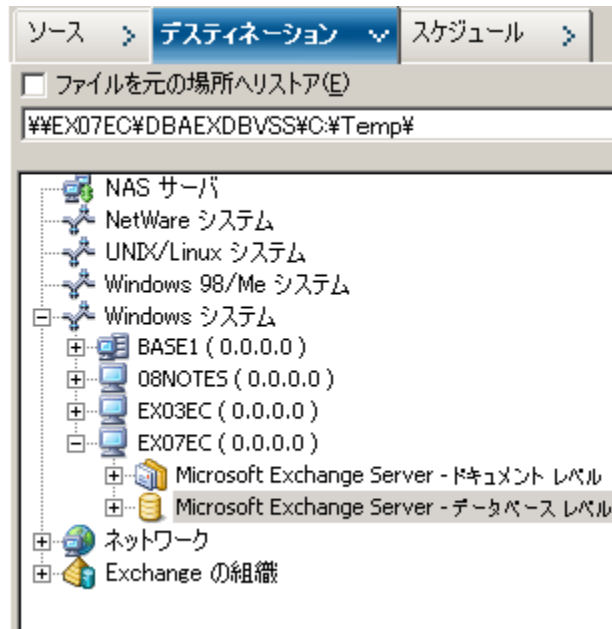 ソース > デスティネーション スケジュール >
ファイルを元の場所へリストア(E)
¥¥EX07EC¥DBAEXDBVSS¥C:¥Temp¥
NAS サーバ
NetWare システム
UNIX/Linux システム
Windows 98/Me システム
Windows システム
BASE1 ( 0.0.0.0 )
08NOTES ( 0.0.0.0 )
EX03EC ( 0.0.0.0 )
EX07EC ( 0.0.0.0 )
Microsoft Exchange Server - ドキュメント レベル
Microsoft Exchange Server - データベース レベル
ネットワーク
Exchange の組織